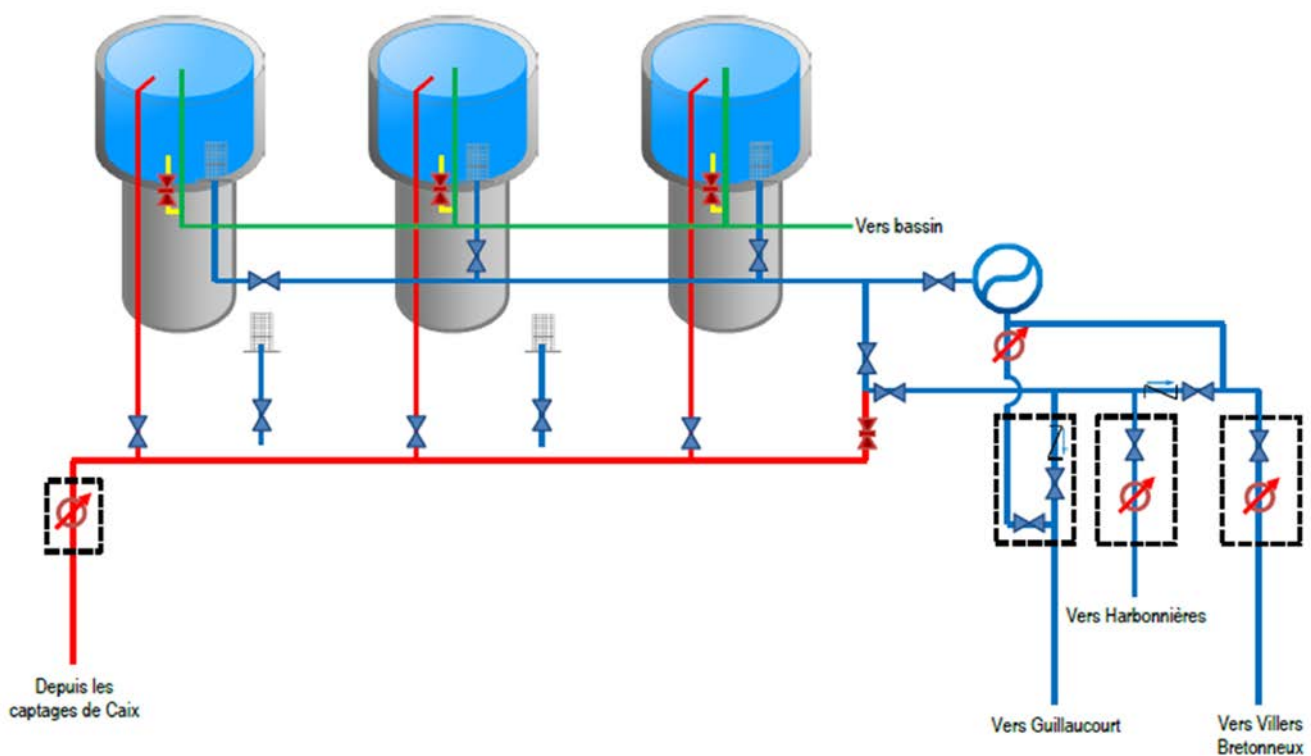 Vers bassin
Vers Harbonnières
Depuis les
captages de Caix
Vers Guillaucourt
Vers Villers
Bretonneux